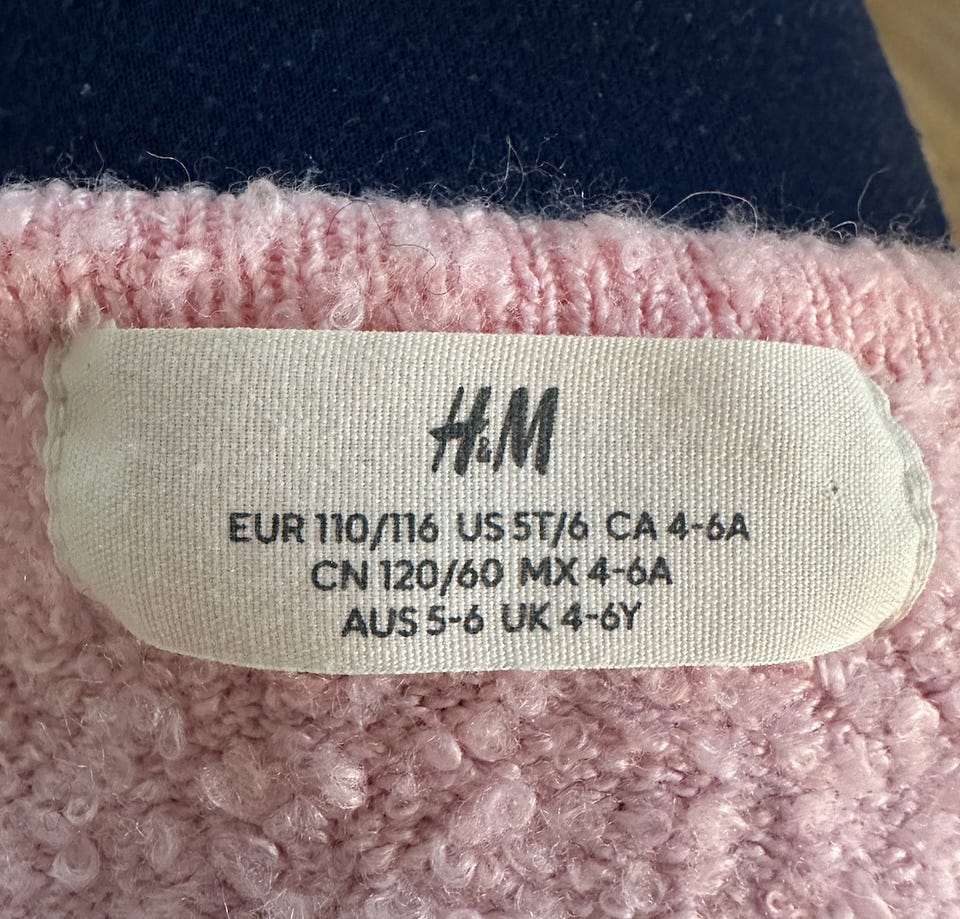 H&M
EUR 110/116 US 5T/6 CA 4-6A
CN 120/60 MX 4-6A
AUS 5-6 UK 4-6Y